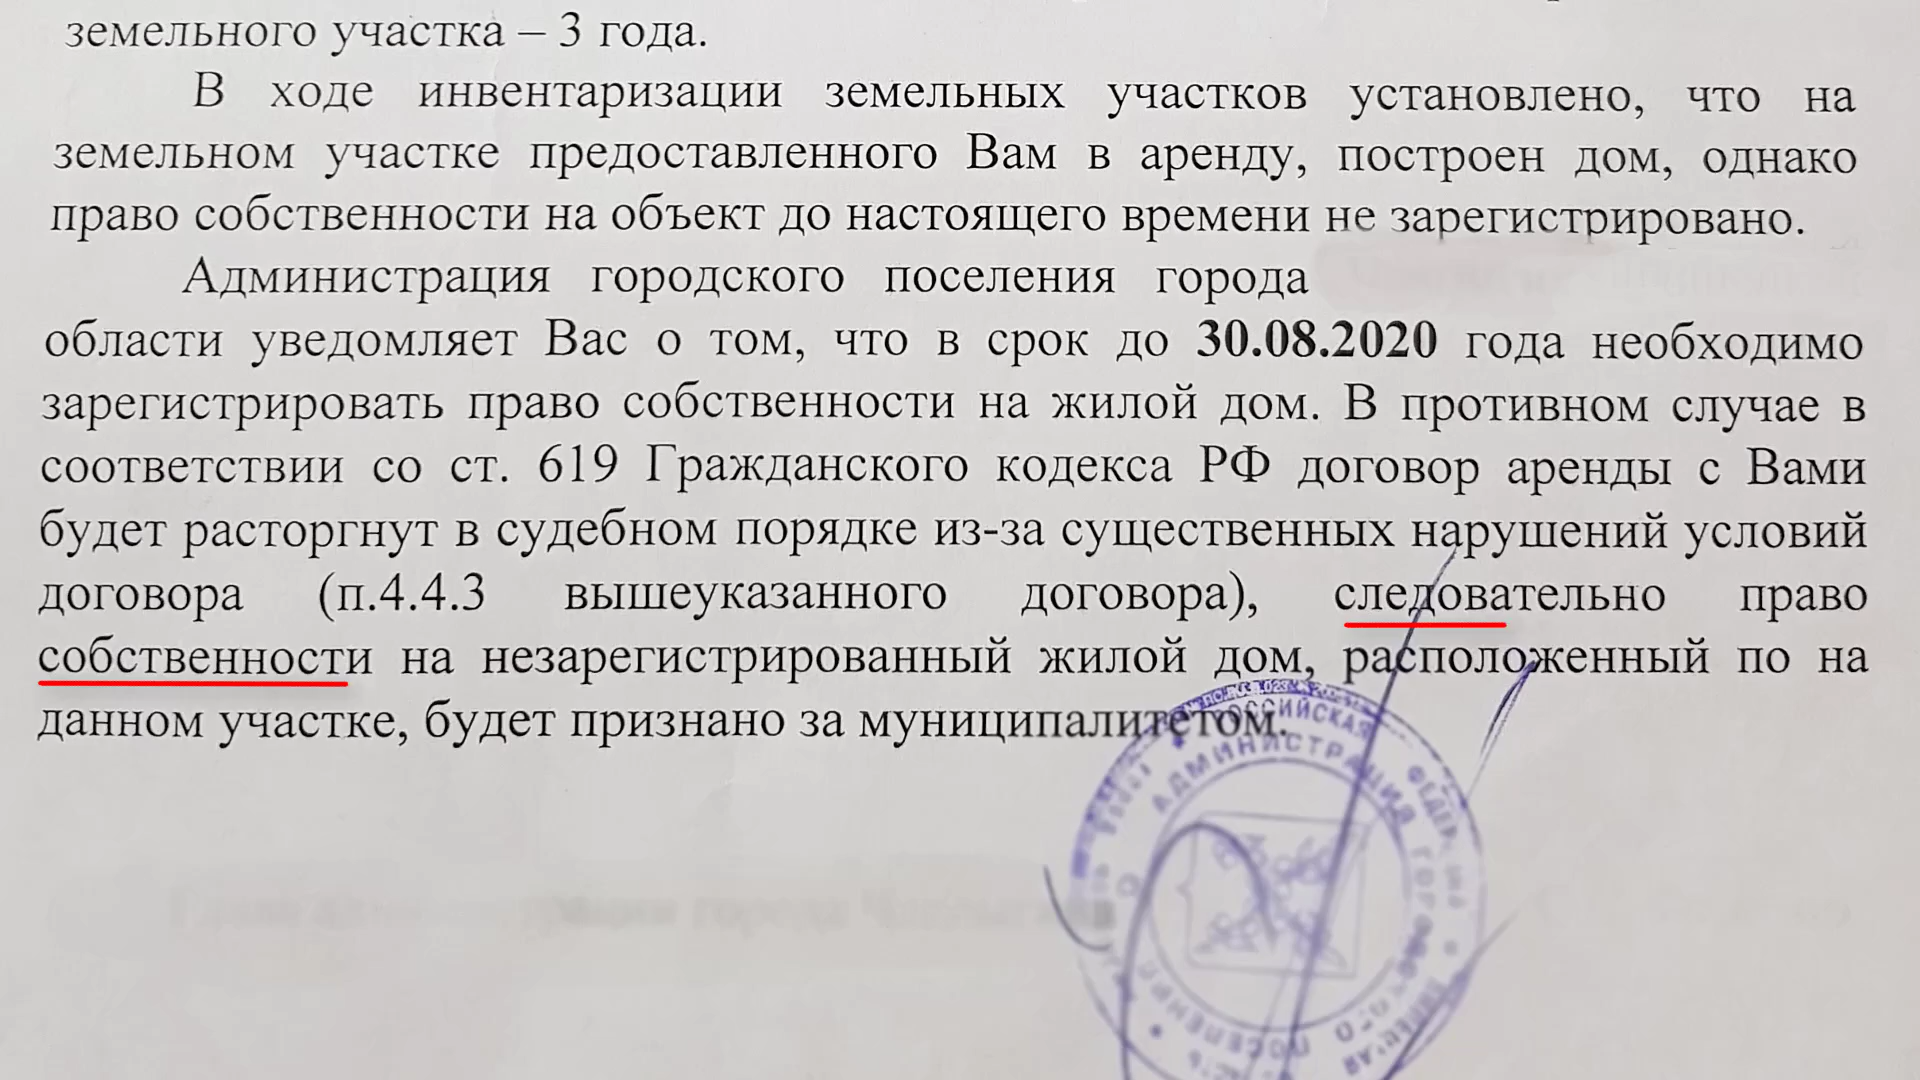 земельного участка – 3 года.
В ходе инвентаризации земельных участков установлено, что на
земельном участке предоставленного Вам в аренду, построен дом, однако
право собственности на объект до настоящего времени не зарегистрировано.
Администрация городского поселения города
области уведомляет Вас о том, что в срок до 30.08.2020 года необходимо
зарегистрировать право собственности на жилой дом. В противном случае в
соответствии со ст. 619 Гражданского кодекса РФ договор аренды с Вами
будет расторгнут в судебном порядке из-за существенных нарушений условий
договора (п.4.4.3 вышеуказанного договора), следовательно право
собственности на незарегистрированный жилой дом, расположенный по на
данном участке, будет признано за муниципалитетом.
РОССИЙСКАЯ
АДМИНИСТРАЦИЯ